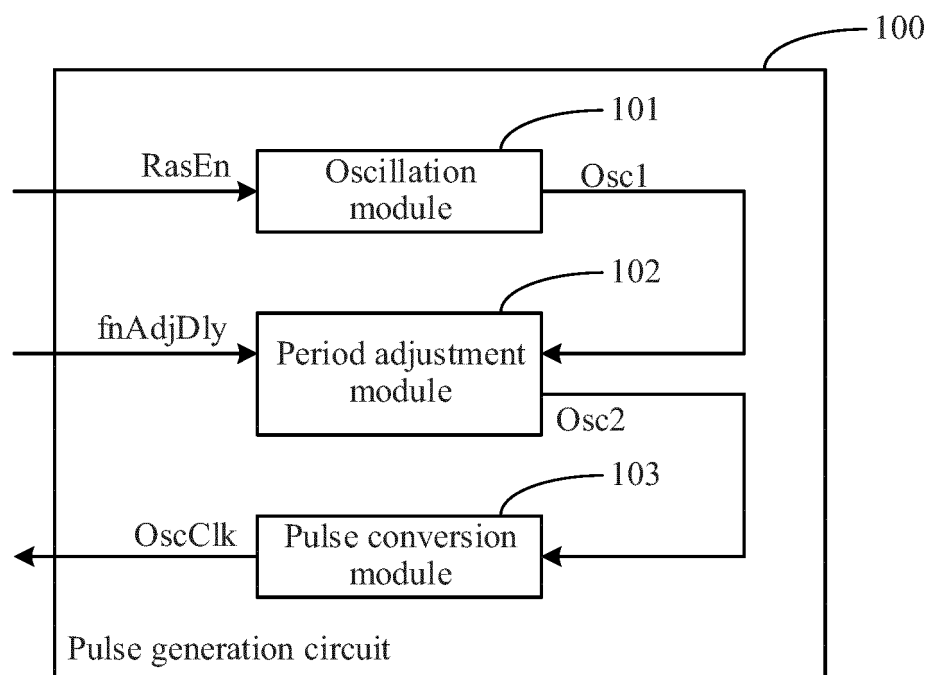 100
101
RasEn
Oscillation
module
Osc1
102
fnAdjDly
Period adjustment
module
Osc2
103
OscClk
Pulse conversion
module
Pulse generation circuit